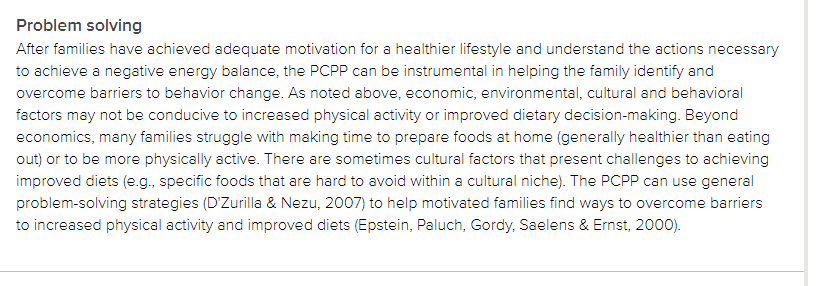 Problem solving
After families have achieved adequate motivation for a healthier lifestyle and understand the actions necessary
to achieve a negative energy balance, the PCPP can be instrumental in helping the family identify and
overcome barriers to behavior change. As noted above, economic, environmental, cultural and behavioral
factors may not be conducive to increased physical activity or improved dietary decision-making. Beyond
economics, many families struggle with making time to prepare foods at home (generally healthier than eating
out) or to be more physically active. There are sometimes cultural factors that present challenges to achieving
improved diets (e.g., specific foods that are hard to avoid within a cultural niche). The PCPP can use general
problem-solving strategies (D'Zurilla & Nezu, 2007) to help motivated families find ways to overcome barriers
to increased physical activity and improved diets (Epstein, Paluch, Gordy, Saelens & Ernst, 2000).